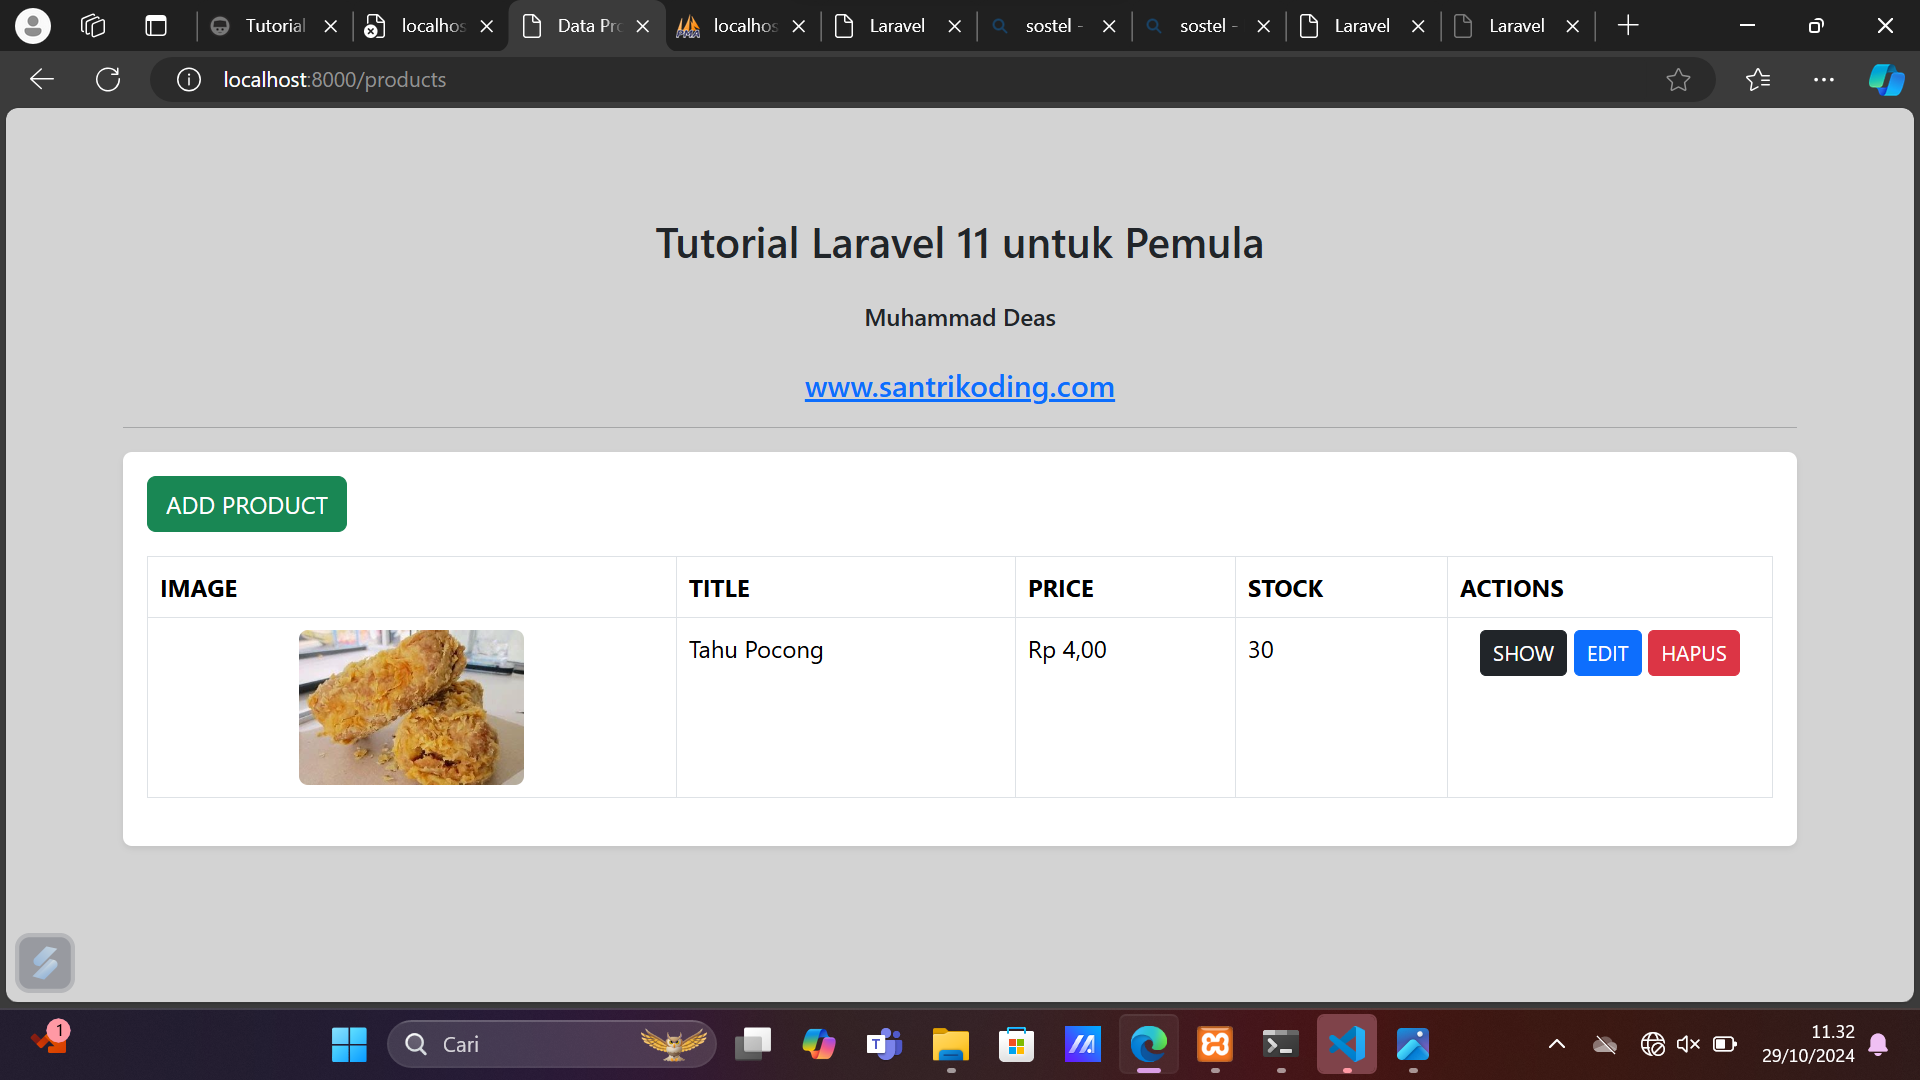 Tutorial
localhos
Data Pro
localhos
Laravel
sostel -
sostel -
Laravel
Laravel
localhost:8000/products
Tutorial Laravel 11 untuk Pemula
Muhammad Deas
www.santrikoding.com
ADD PRODUCT
IMAGE TITLE PRICE STOCK ACTIONS
Tahu Pocong Rp 4,00 30 SHOW EDIT HAPUS
1
Cari
11.32
29/10/2024